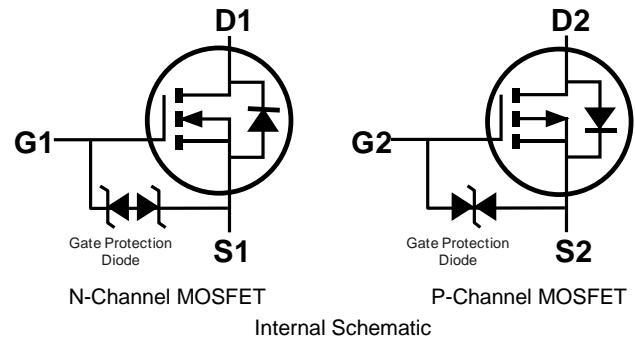 D1
D2
G1
G2
Gate Protection
Diode
S1
Gate Protection
Diode
S2
N-Channel MOSFET
P-Channel MOSFET
Internal Schematic